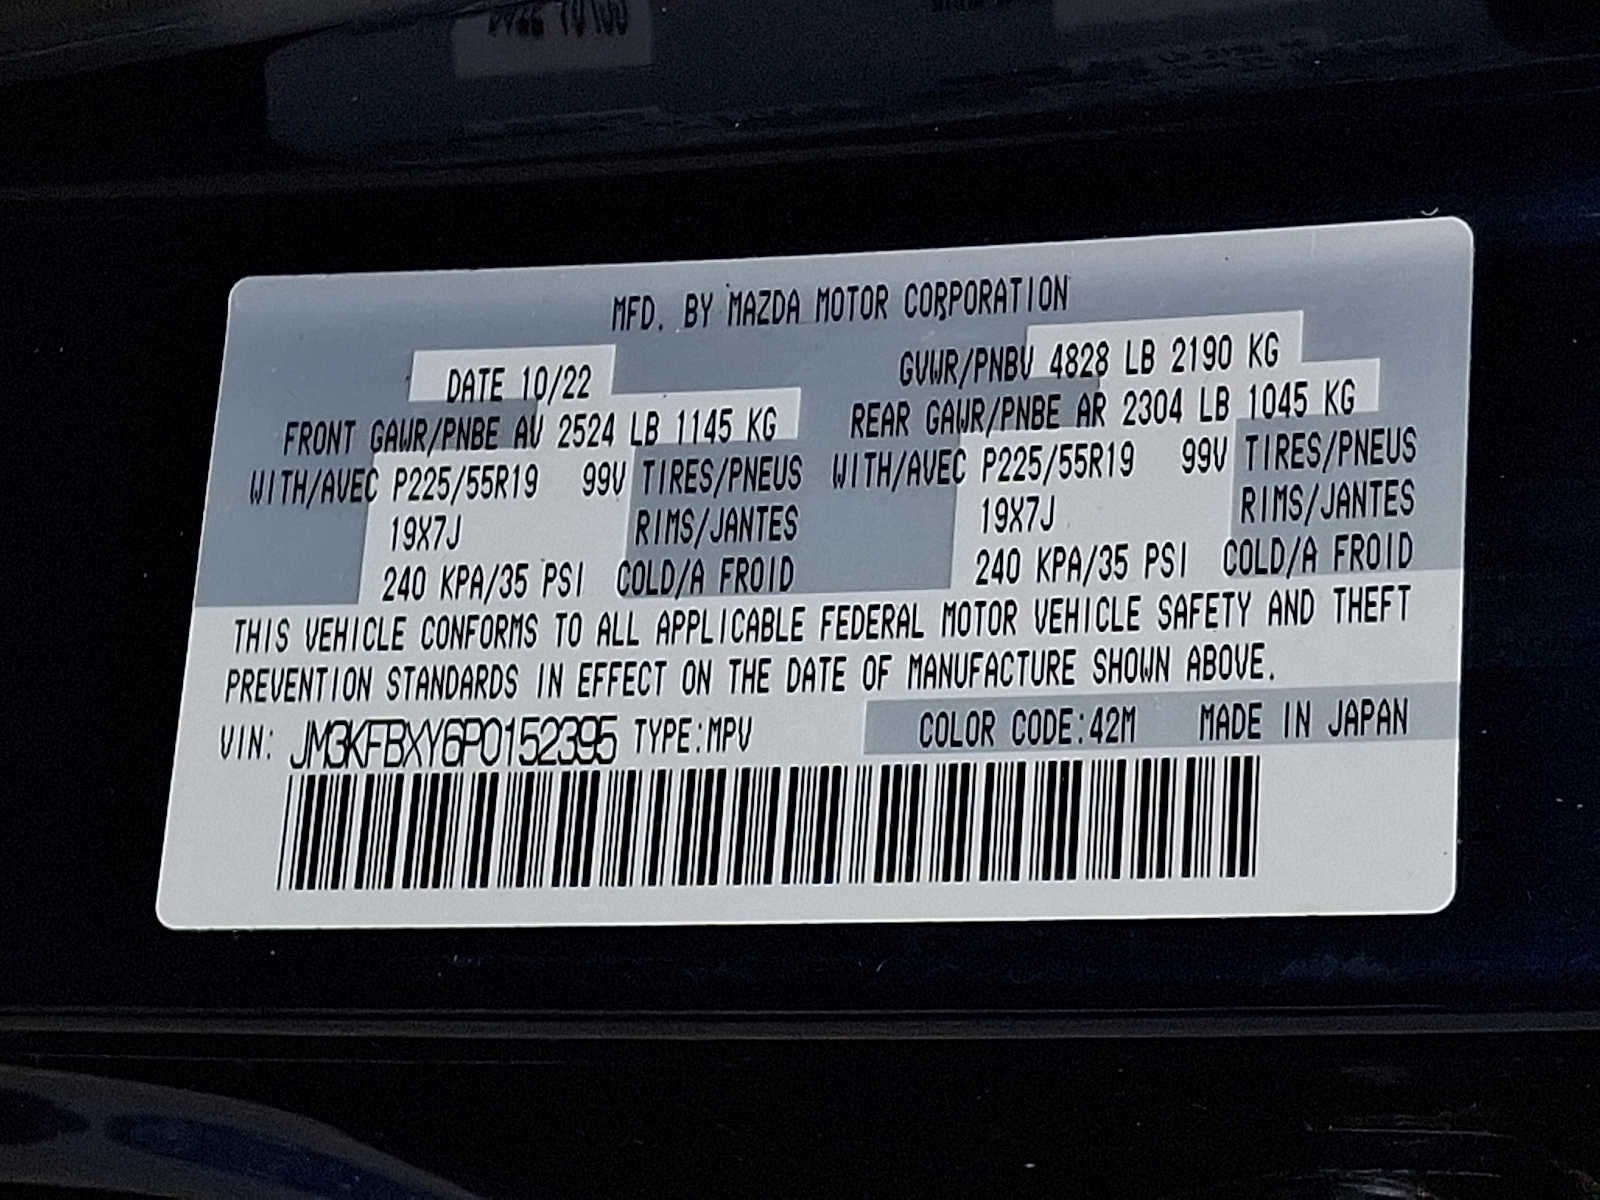 MFD. BY MAZDA MOTOR CORPORATION
DATE 10/22 GVWR/PNBV 4828 LB 2190 KG
FRONT GAWR/PNBE AV 2524 LB 1145 KG REAR GAWR/PNBE AR 2304 LB 1045 KG
WITH/AVEC P225/55R19 99V TIRES/PNEUS WITH/AVEC P225/55R19 99V TIRES/PNEUS
19X7J RIMS/JANTES 19X7J RIMS/JANTES
240 KPA/35 PSI COLD/A FROID 240 KPA/35 PSI COLD/A FROID
THIS VEHICLE CONFORMS TO ALL APPLICABLE FEDERAL MOTOR VEHICLE SAFETY AND THEFT
PREVENTION STANDARDS IN EFFECT ON THE DATE OF MANUFACTURE SHOWN ABOVE.
VIN: JM3KFBXY6P0152395 TYPE:MPV COLOR CODE:42M MADE IN JAPAN